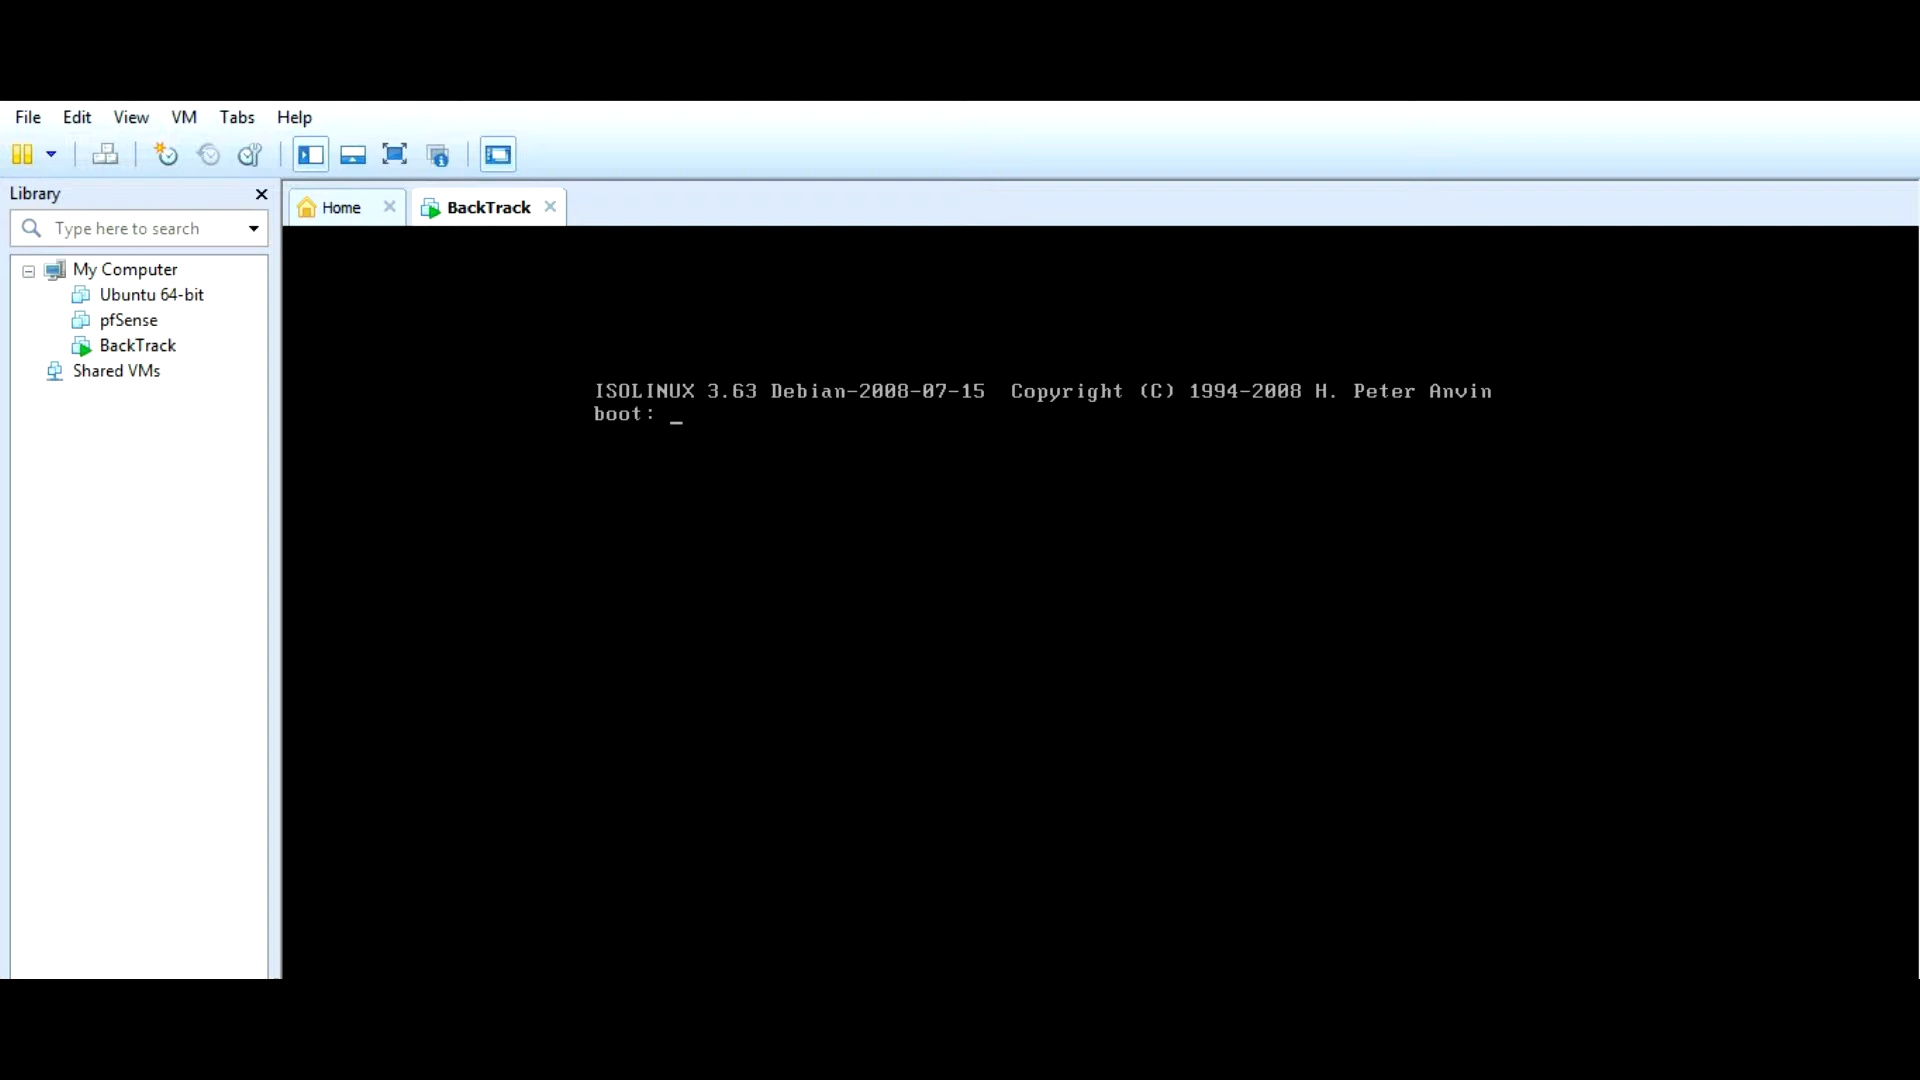 File Edit View VM Tabs Help
Library
Type here to search
My Computer
Ubuntu 64-bit
pfSense
BackTrack
Shared VMs
Home
BackTrack
ISOLINUX 3.63 Debian-2008-07-15  Copyright (C) 1994-2008 H. Peter Anvin
boot: _